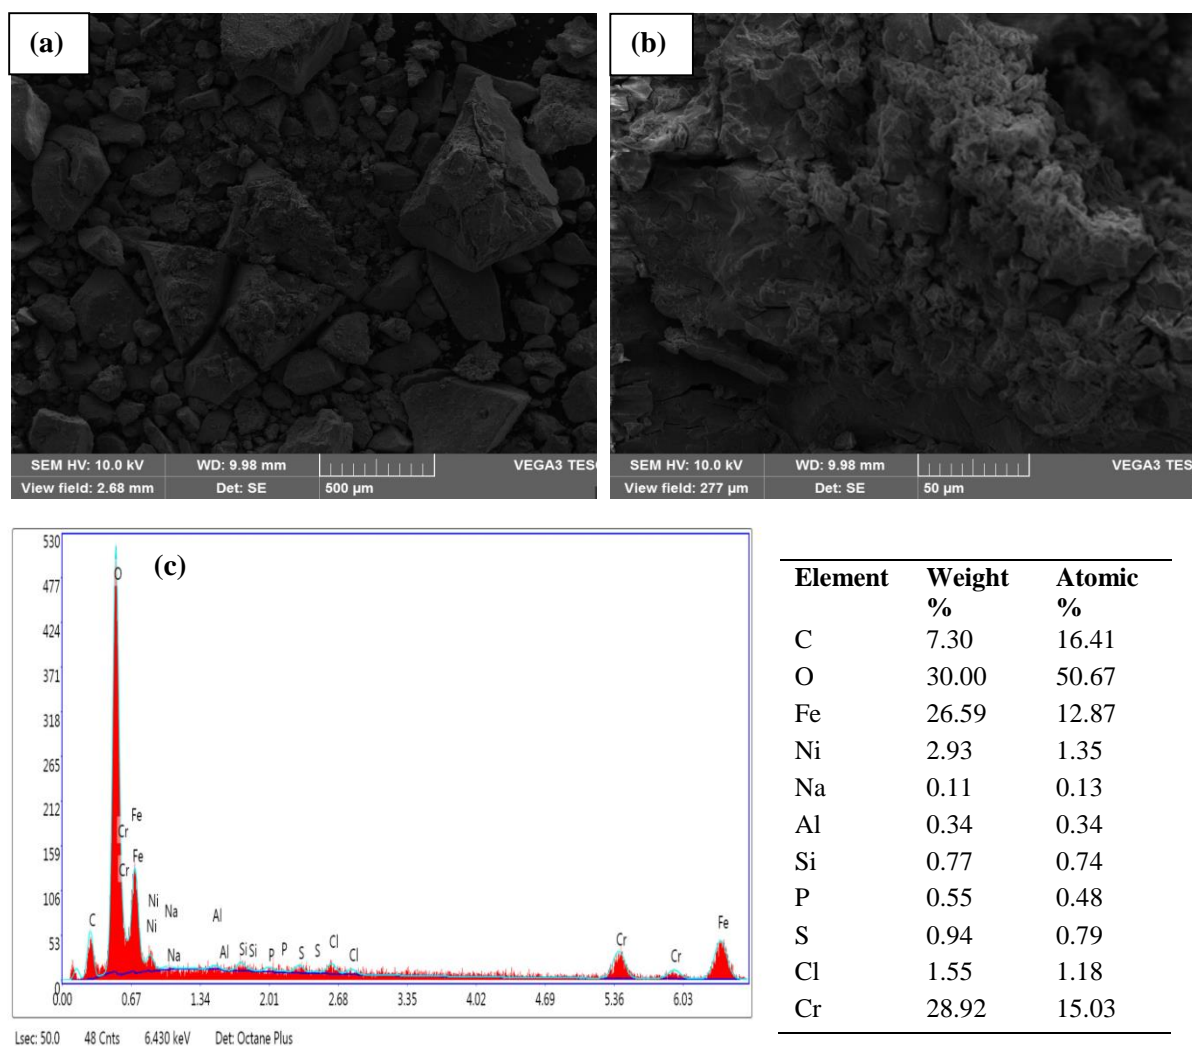 (a)
(b)
SEM HV: 10.0 kV WD: 9.98 mm VEGA3 TES
View field: 2.68 mm Det: SE 500 µm
SEM HV: 10.0 kV WD: 9.98 mm VEGA3 TES
View field: 277 µm Det: SE 50 µm
(c)
530
477
424
371
318
265
212
159
106
53
0
O
Cr
Cr
Fe
Fe
C
Ni
Ni
Na
Na
Al
Al
Si Si
P P
S S
Cl
Cl
Cr
Cr
Fe
0.00 0.67 1.34 2.01 2.68 3.35 4.02 4.69 5.36 6.03
Lsec: 50.0 48 Cnts 6.430 keV Det: Octane Plus
Element Weight Atomic
% %
C 7.30 16.41
O 30.00 50.67
Fe 26.59 12.87
Ni 2.93 1.35
Na 0.11 0.13
Al 0.34 0.34
Si 0.77 0.74
P 0.55 0.48
S 0.94 0.79
Cl 1.55 1.18
Cr 28.92 15.03